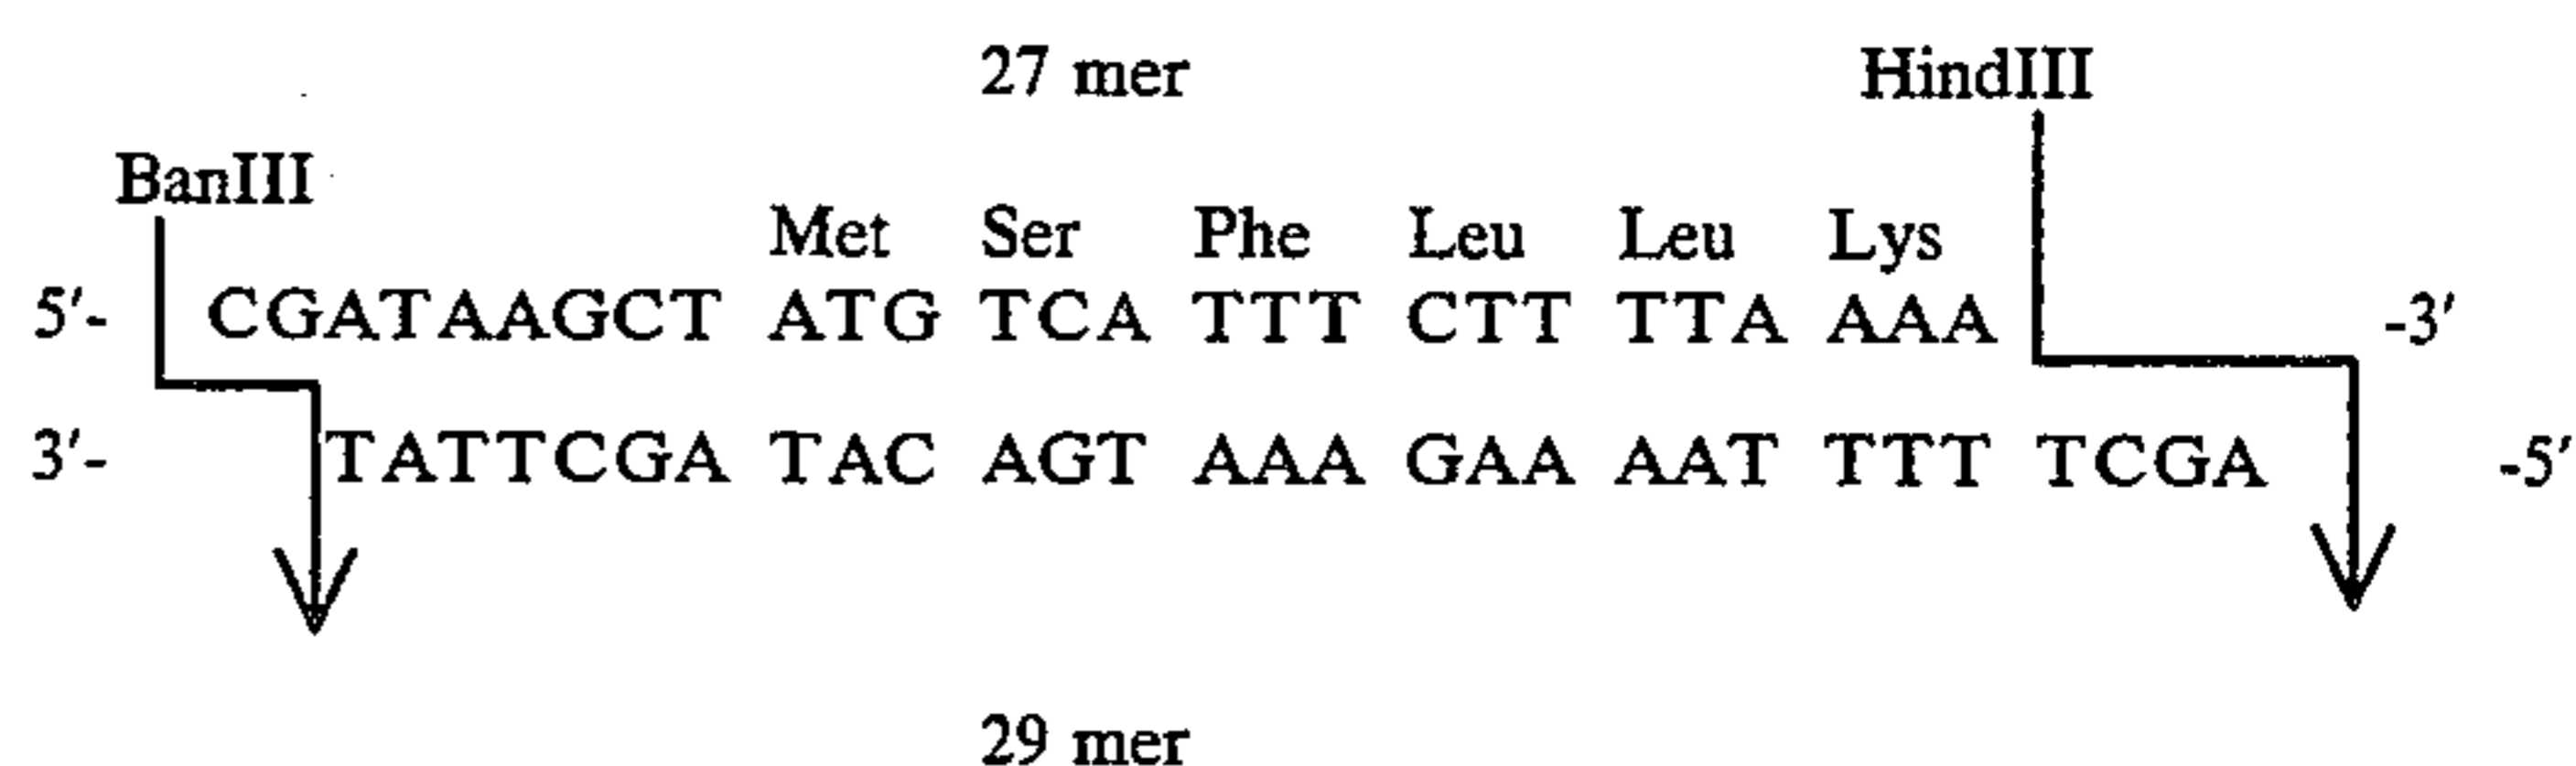 27 mer HindIII
BanIII
Met Ser Phe Leu Leu Lys
5'- CGATAAGCT ATG TCA TTT CTT TTA AAA -3'
3'- TATTCGA TAC AGT AAA GAA AAT TTT TCGA -5'
29 mer